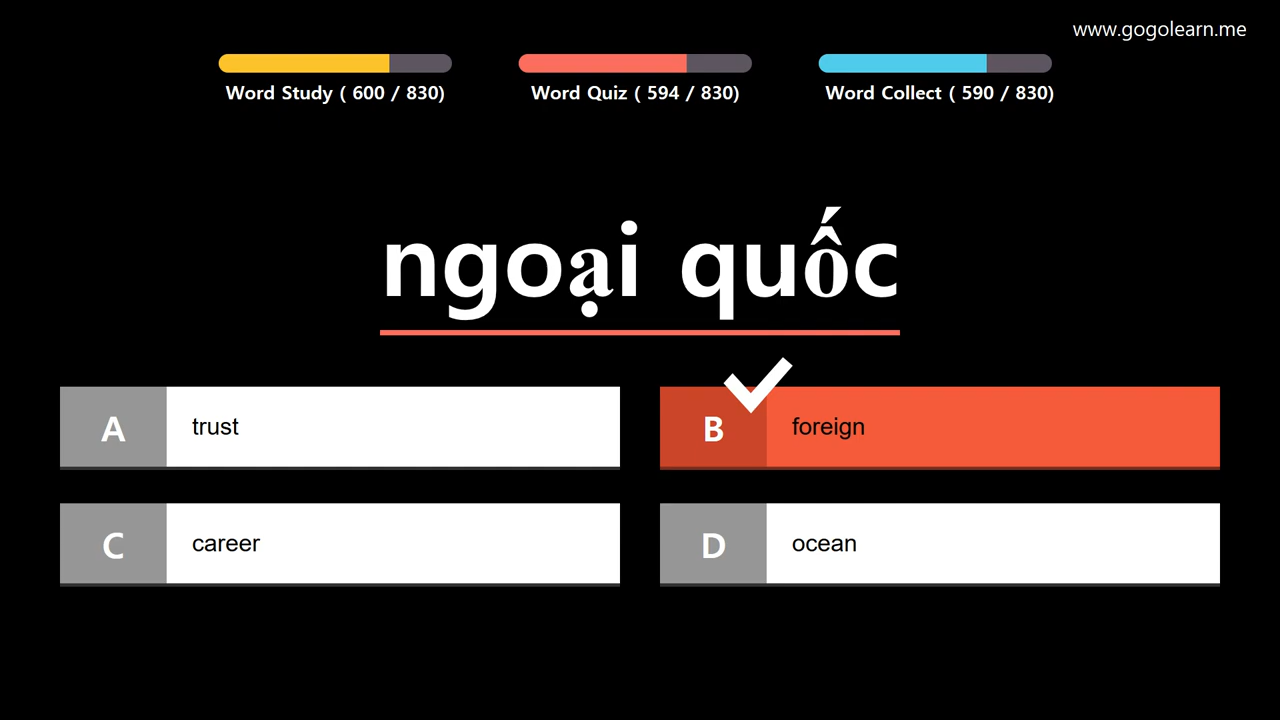 www.gogolearn.me
Word Study ( 600 / 830)
Word Quiz ( 594 / 830)
Word Collect ( 590 / 830)
ngoại quốc
A trust
B foreign
C career
D ocean